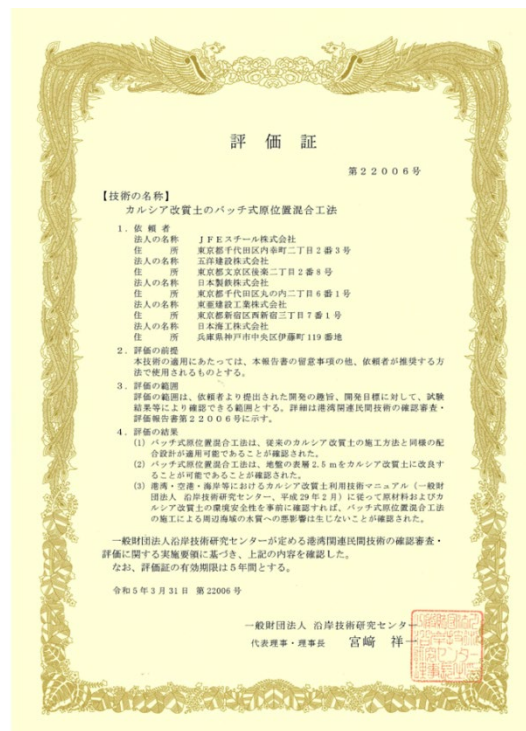 評価証
第２２００６号
【技術の名称】
カルシア改質土のバッチ式原位置混合工法
１．依頼者
法人の名称　ＪＦＥスチール株式会社
住　　所　東京都千代田区内幸町二丁目２番３号
法人の名称　五洋建設株式会社
住　　所　東京都文京区後楽二丁目２番８号
法人の名称　日本製鉄株式会社
住　　所　東京都千代田区丸の内二丁目６番１号
法人の名称　東亜建設工業株式会社
住　　所　東京都新宿区西新宿三丁目７番１号
法人の名称　日本海工株式会社
住　　所　兵庫県神戸市中央区伊藤町119番地
２．評価の前提
本技術の適用にあたっては、本報告書の留意事項の他、依頼者が推奨する方
法で使用されるものとする。
３．評価の範囲
評価の範囲は、依頼者より提出された開発の趣旨、開発目標に対して、試験
結果等により確認できる範囲とする。詳細は港湾関連民間技術の確認審査・
評価報告書第２２００６号に示す。
４．評価の結果
(1) バッチ式原位置混合工法は、従来のカルシア改質土の施工方法と同様の配
合設計が適用可能であることが確認された。
(2) バッチ式原位置混合工法は、地盤の表層2.5mをカルシア改質土に改良す
ることが可能であることが確認された。
(3) 港湾・空港・海岸等におけるカルシア改質土利用技術マニュアル（一般財
団法人 沿岸技術研究センター、平成29年２月）に従って原材料およびカ
ルシア改質土の環境安全性を事前に確認すれば、バッチ式原位置混合工法
の施工による周辺海域の水質への悪影響は生じないことが確認された。
一般財団法人沿岸技術研究センターが定める港湾関連民間技術の確認審査・
評価に関する実施要領に基づき、上記の内容を確認した。
なお、評価証の有効期限は５年間とする。
令和５年３月31日 第22006号
一般財団法人 沿岸技術研究センター
代表理事・理事長　宮﨑 祥一